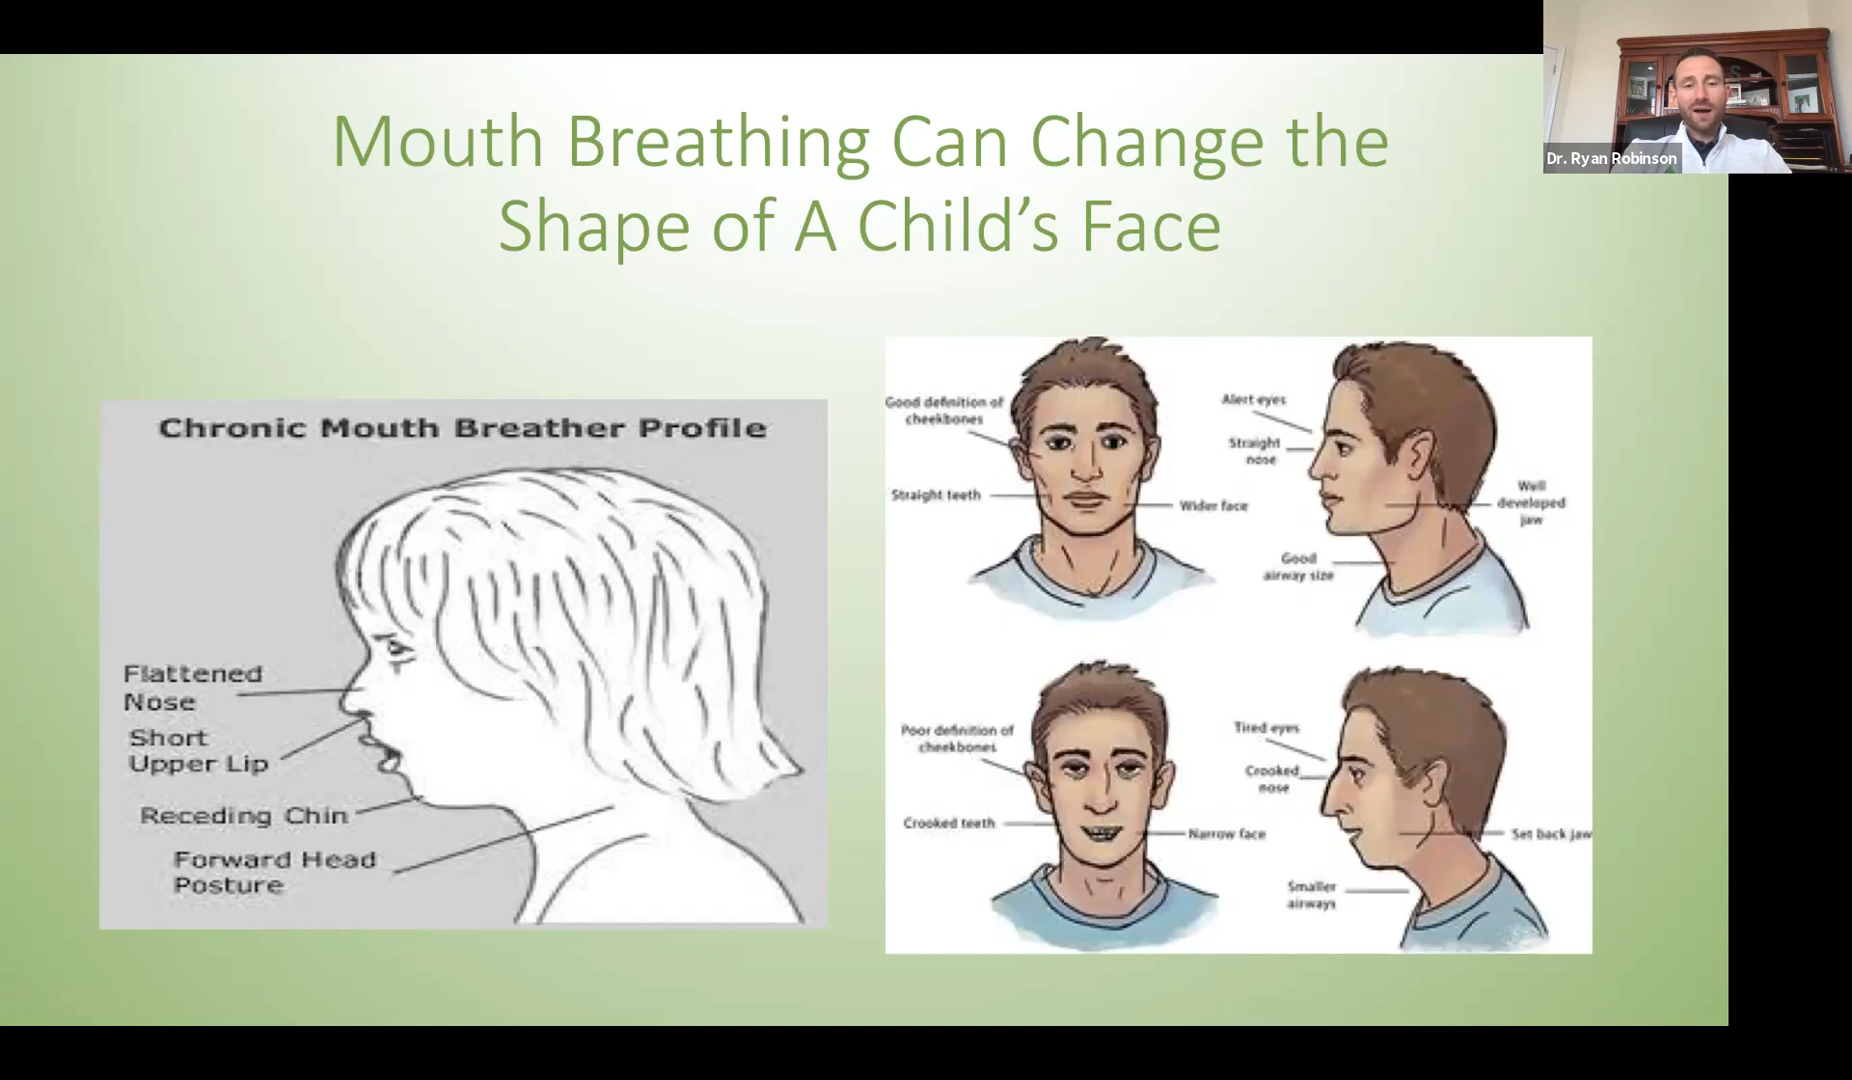 Mouth Breathing Can Change the
Shape of A Child’s Face
Dr. Ryan Robinson
Chronic Mouth Breather Profile
Flattened
Nose
Short
Upper Lip
Receding Chin
Forward Head
Posture
Good definition of
cheekbones
Straight teeth
Wider face
Alert eyes
Straight
nose
Well
developed
jaw
Good
airway size
Poor definition of
cheekbones
Crooked teeth
Narrow face
Tired eyes
Crooked
nose
Set back jaw
Smaller
airways